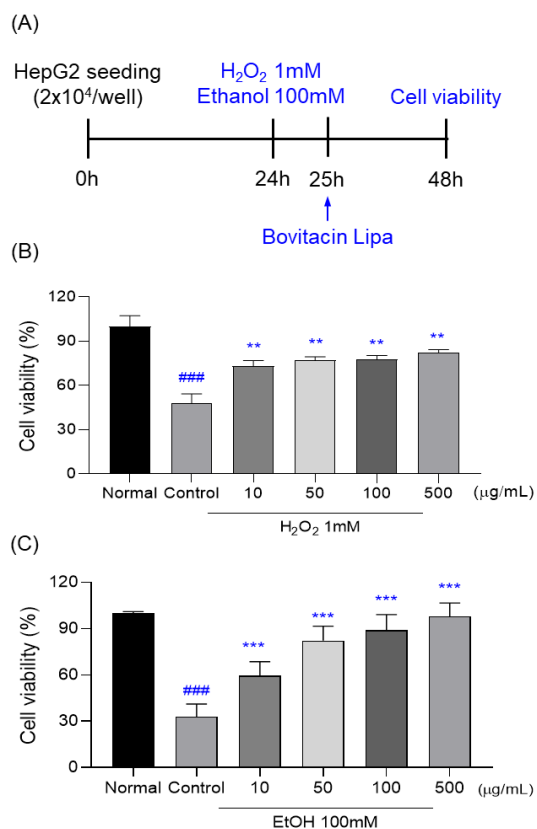 (A)
HepG2 seeding
(2x10⁴/well)
H₂O₂ 1mM
Ethanol 100mM
Cell viability
0h
24h
25h
48h
Bovitacin Lipa
(B)
Cell viability (%)
120
90
60
30
0
###
**
**
**
**
Normal
Control
10
50
100
500
(μg/mL)
H₂O₂ 1mM
(C)
Cell viability (%)
120
90
60
30
0
###
***
***
***
***
Normal
Control
10
50
100
500
(μg/mL)
EtOH 100mM